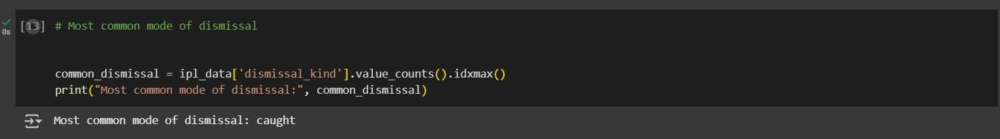 [13] # Most common mode of dismissal
0s
common_dismissal = ipl_data['dismissal_kind'].value_counts().idxmax()
print("Most common mode of dismissal:", common_dismissal)
Most common mode of dismissal: caught